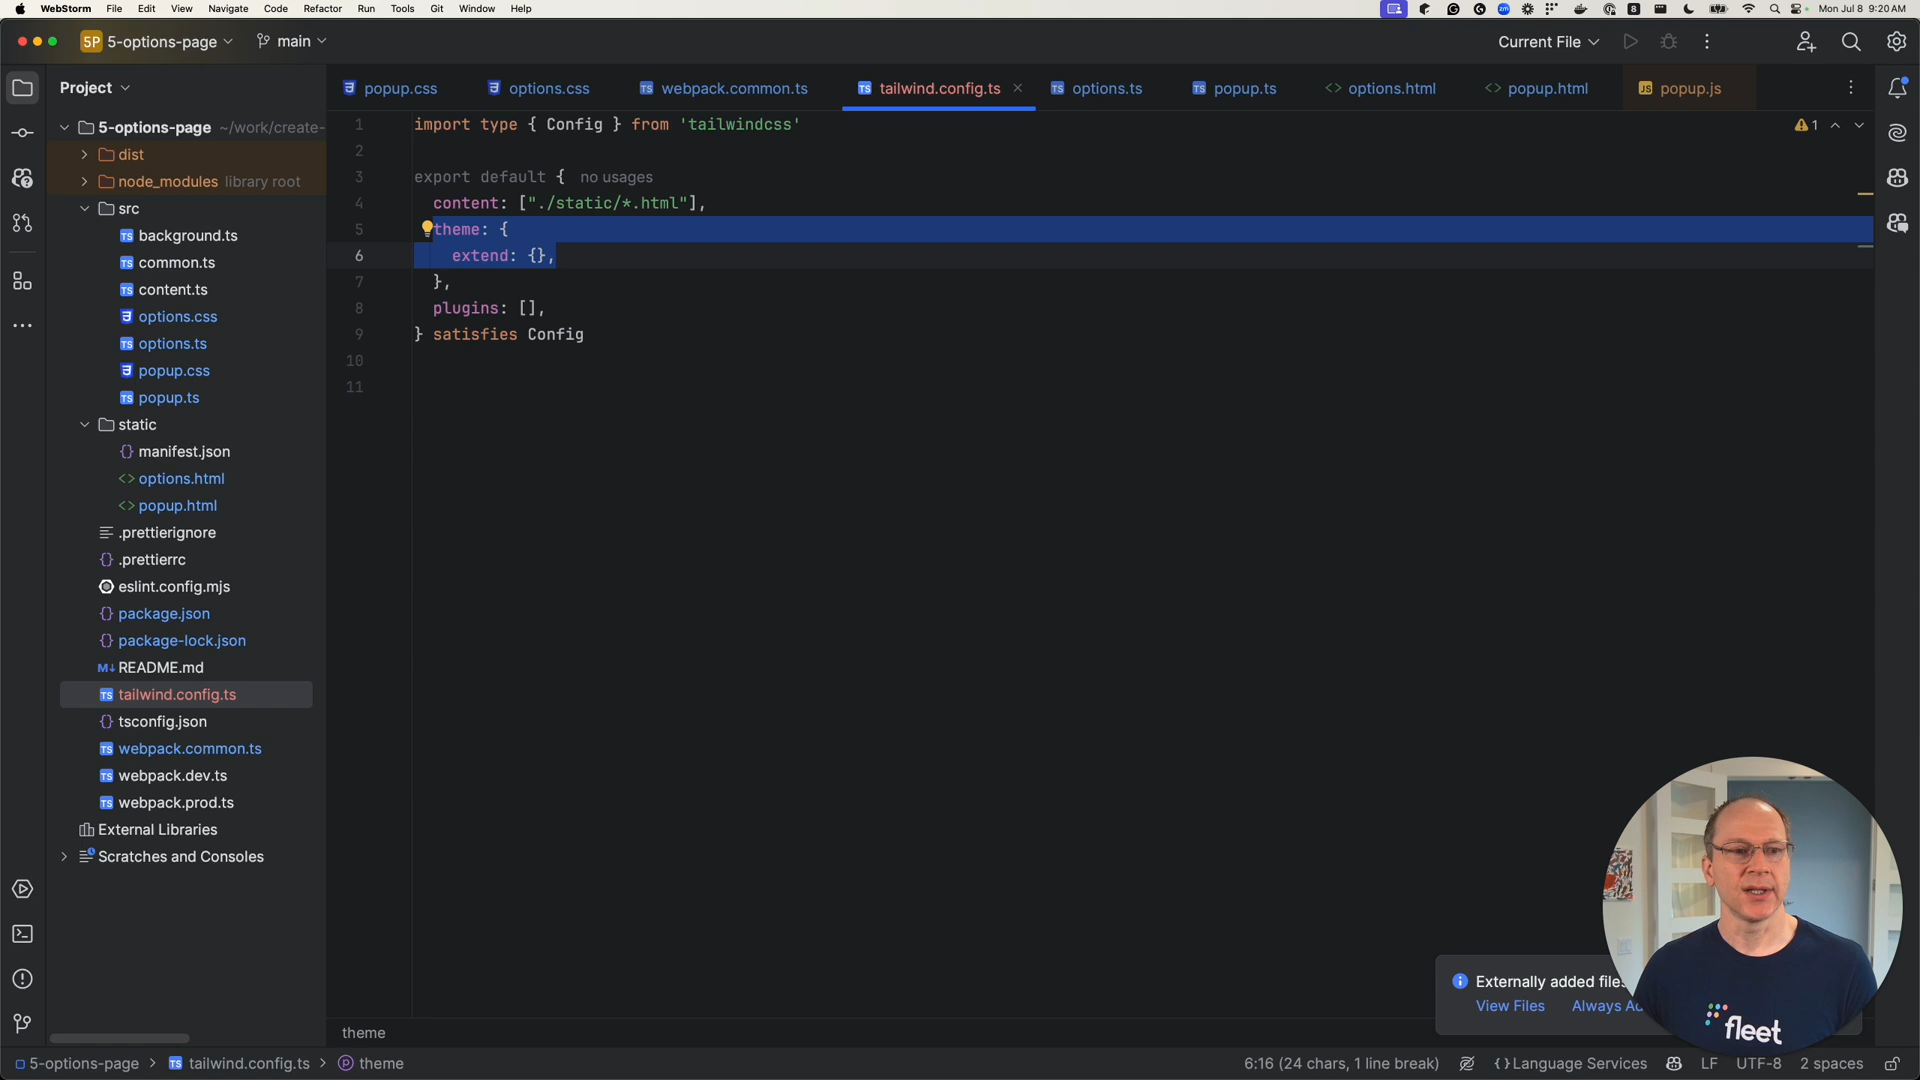 WebStorm File Edit View Navigate Code Refactor Run Tools Git Window Help
8 Mon Jul 8 9:20 AM
5P 5-options-page main Current File
Project
popup.css options.css webpack.common.ts tailwind.config.ts options.ts popup.ts options.html popup.html popup.js
5-options-page ~/work/create-
dist
node_modules library root
src
background.ts
common.ts
content.ts
options.css
options.ts
popup.css
popup.ts
static
manifest.json
options.html
popup.html
.prettierignore
.prettierrc
eslint.config.mjs
package.json
package-lock.json
README.md
tailwind.config.ts
tsconfig.json
webpack.common.ts
webpack.dev.ts
webpack.prod.ts
External Libraries
Scratches and Consoles
1 import type { Config } from 'tailwindcss'
2
3 export default { no usages
4 content: ["./static/*.html"],
5 theme: {
6 extend: {},
7 },
8 plugins: [],
9 } satisfies Config
10
11
1
Externally added files
View Files Always Ad
fleet
theme
5-options-page > tailwind.config.ts > theme
6:16 (24 chars, 1 line break) {} Language Services LF UTF-8 2 spaces